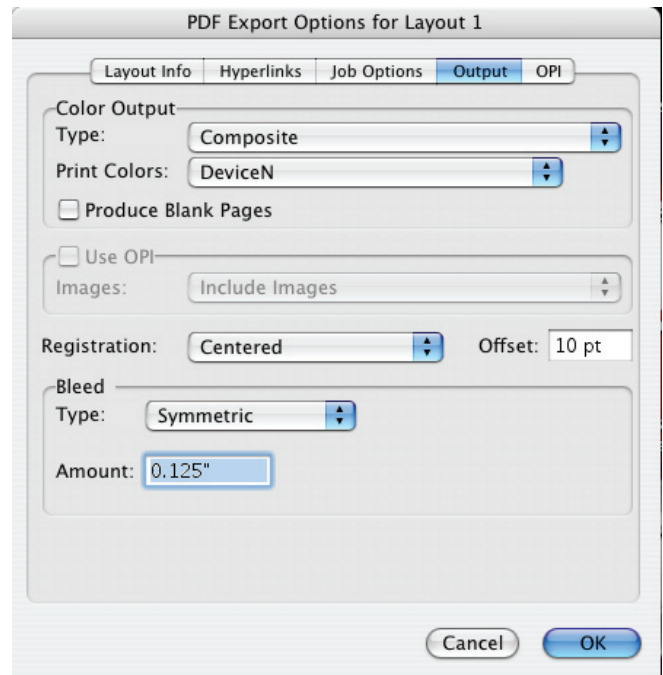 PDF Export Options for Layout 1
Layout Info Hyperlinks Job Options Output OPI
Color Output
Type: Composite
Print Colors: DeviceN
Produce Blank Pages
Use OPI
Images: Include Images
Registration: Centered Offset: 10 pt
Bleed
Type: Symmetric
Amount: 0.125"
Cancel OK